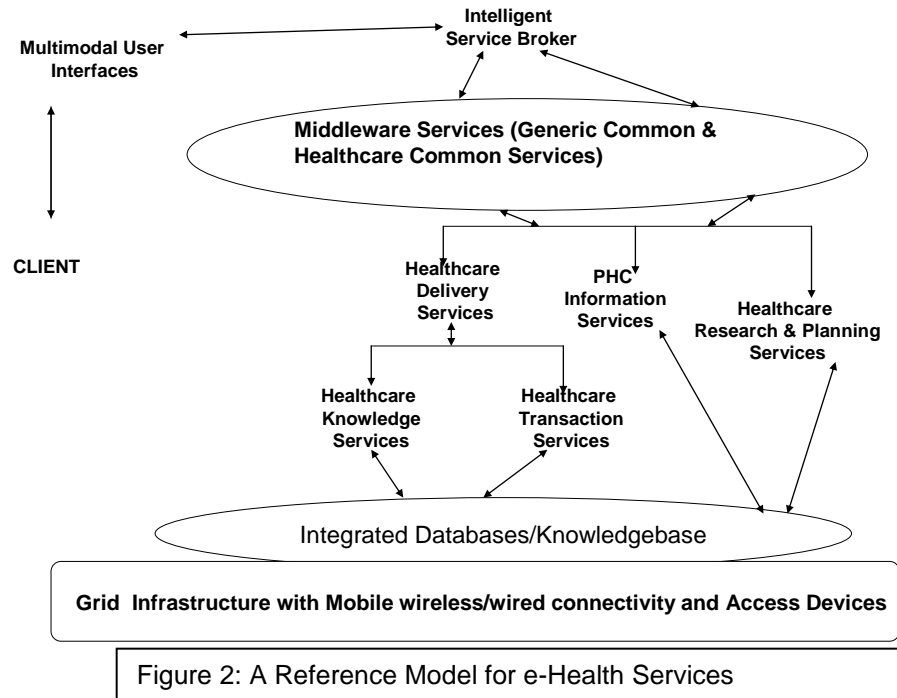 Intelligent
Service Broker
Multimodal User
Interfaces
Middleware Services (Generic Common &
Healthcare Common Services)
CLIENT
Healthcare
Delivery
Services
PHC
Information
Services
Healthcare
Research & Planning
Services
Healthcare
Knowledge
Services
Healthcare
Transaction
Services
Integrated Databases/Knowledgebase
Grid Infrastructure with Mobile wireless/wired connectivity and Access Devices
Figure 2: A Reference Model for e-Health Services